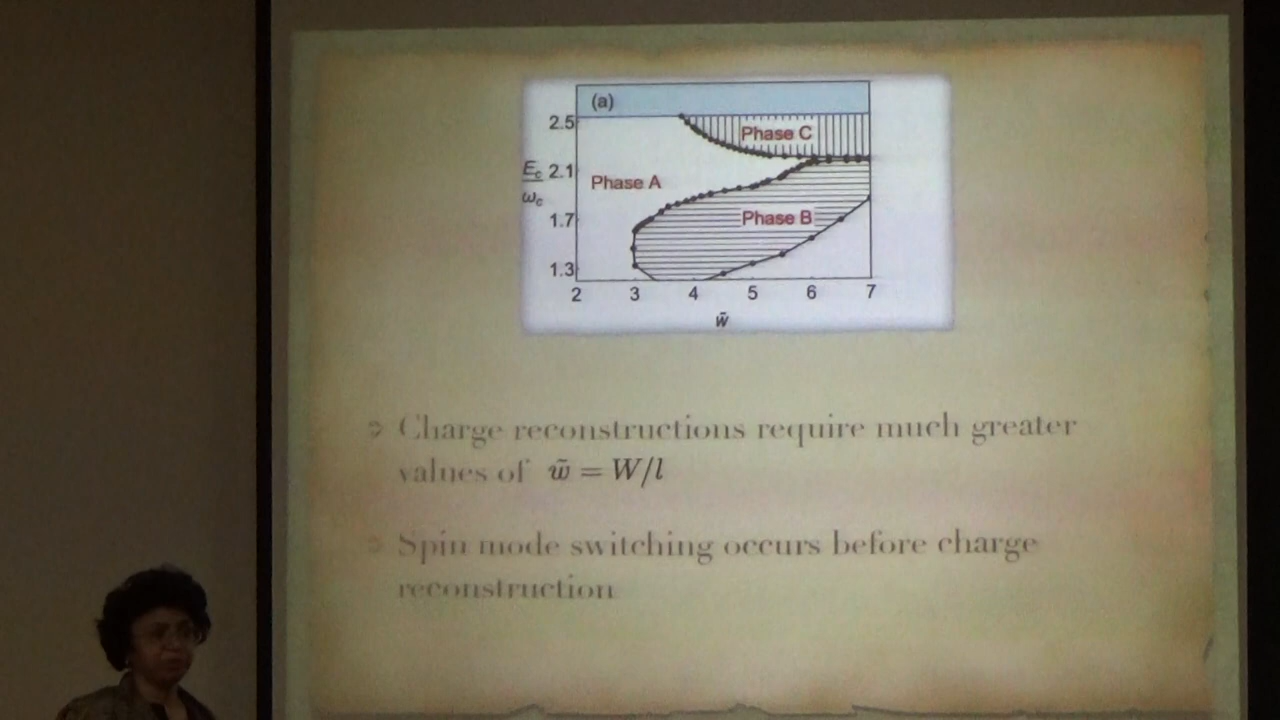 (a)
2.5
Phase C
E_c
2.1
Phase A
ω_c
1.7
Phase B
1.3
2 3 4 5 6 7
w̃
Charge reconstructions require much greater
values of w̃ = W/l
Spin mode switching occurs before charge
reconstruction